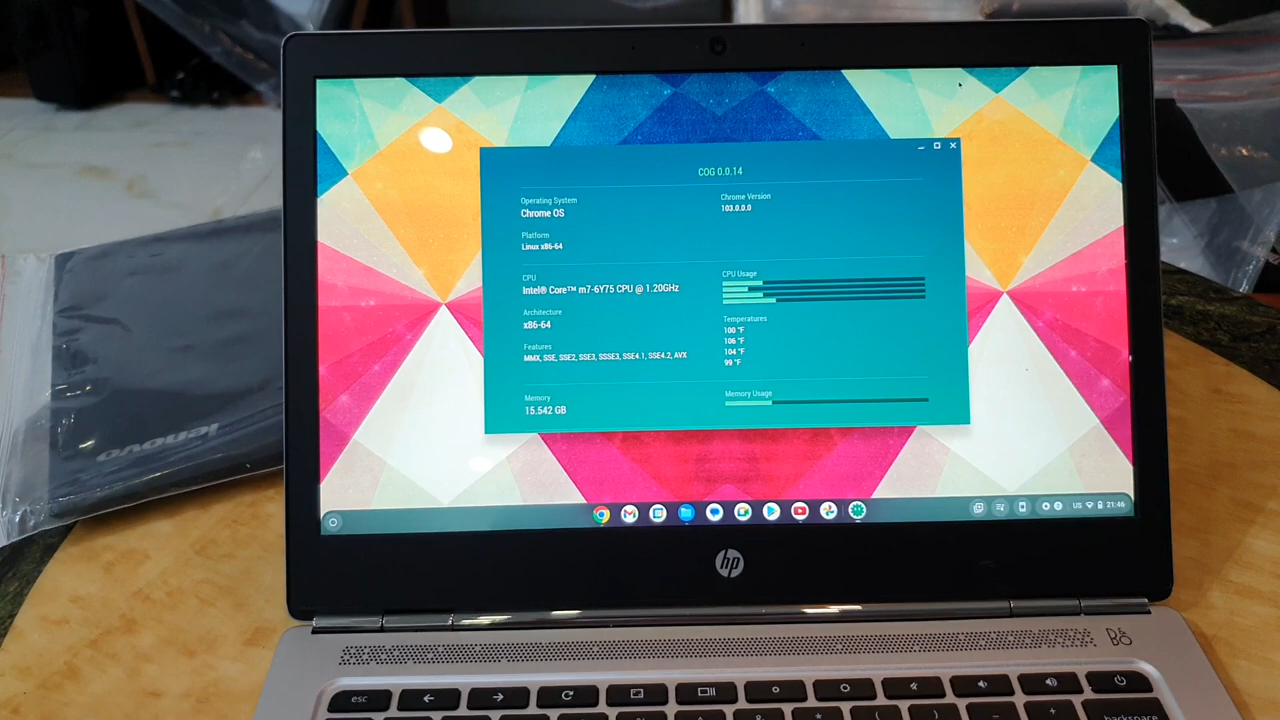 COG 0.0.14
Operating System
Chrome OS
Chrome Version
103.0.0.0
Platform
Linux x86-64
CPU
Intel® Core™ m7-6Y75 CPU @ 1.20GHz
CPU Usage
Architecture
x86-64
Temperatures
100 °F
106 °F
104 °F
99 °F
Features
MMX, SSE, SSE2, SSE3, SSSE3, SSE4.1, SSE4.2, AVX
Memory
15.542 GB
Memory Usage
US 21:46
lenovo
hp
B&O
esc
backspace